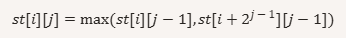 st[i][j] = max(st[i][j − 1],st[i + 2^{j−1}][j − 1])